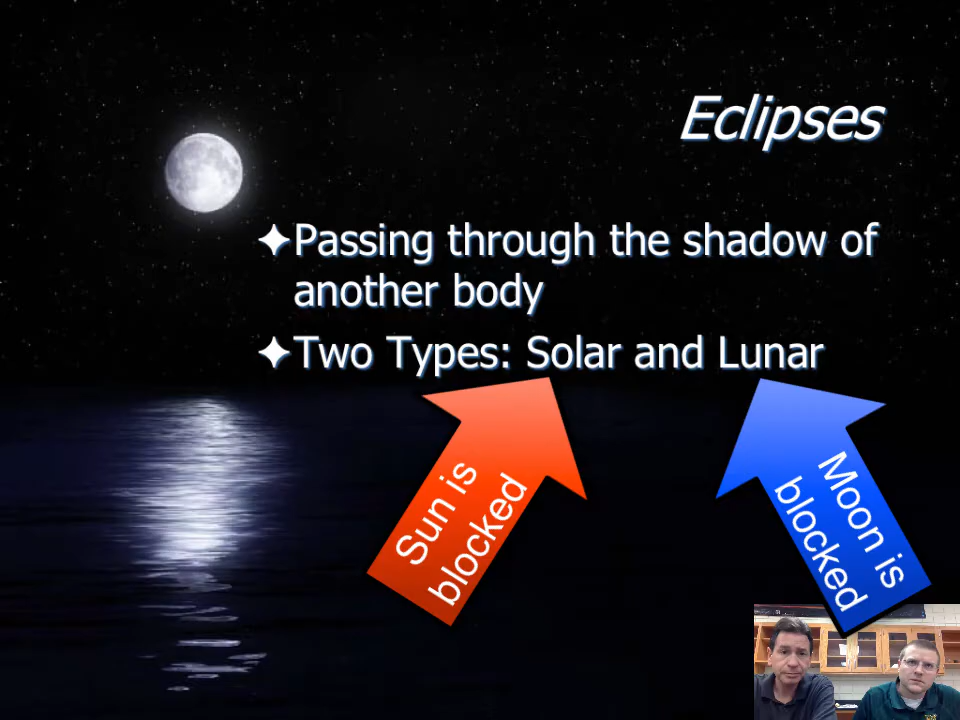 Eclipses
Passing through the shadow of
another body
Two Types: Solar and Lunar
Sun is
blocked
Moon is
blocked